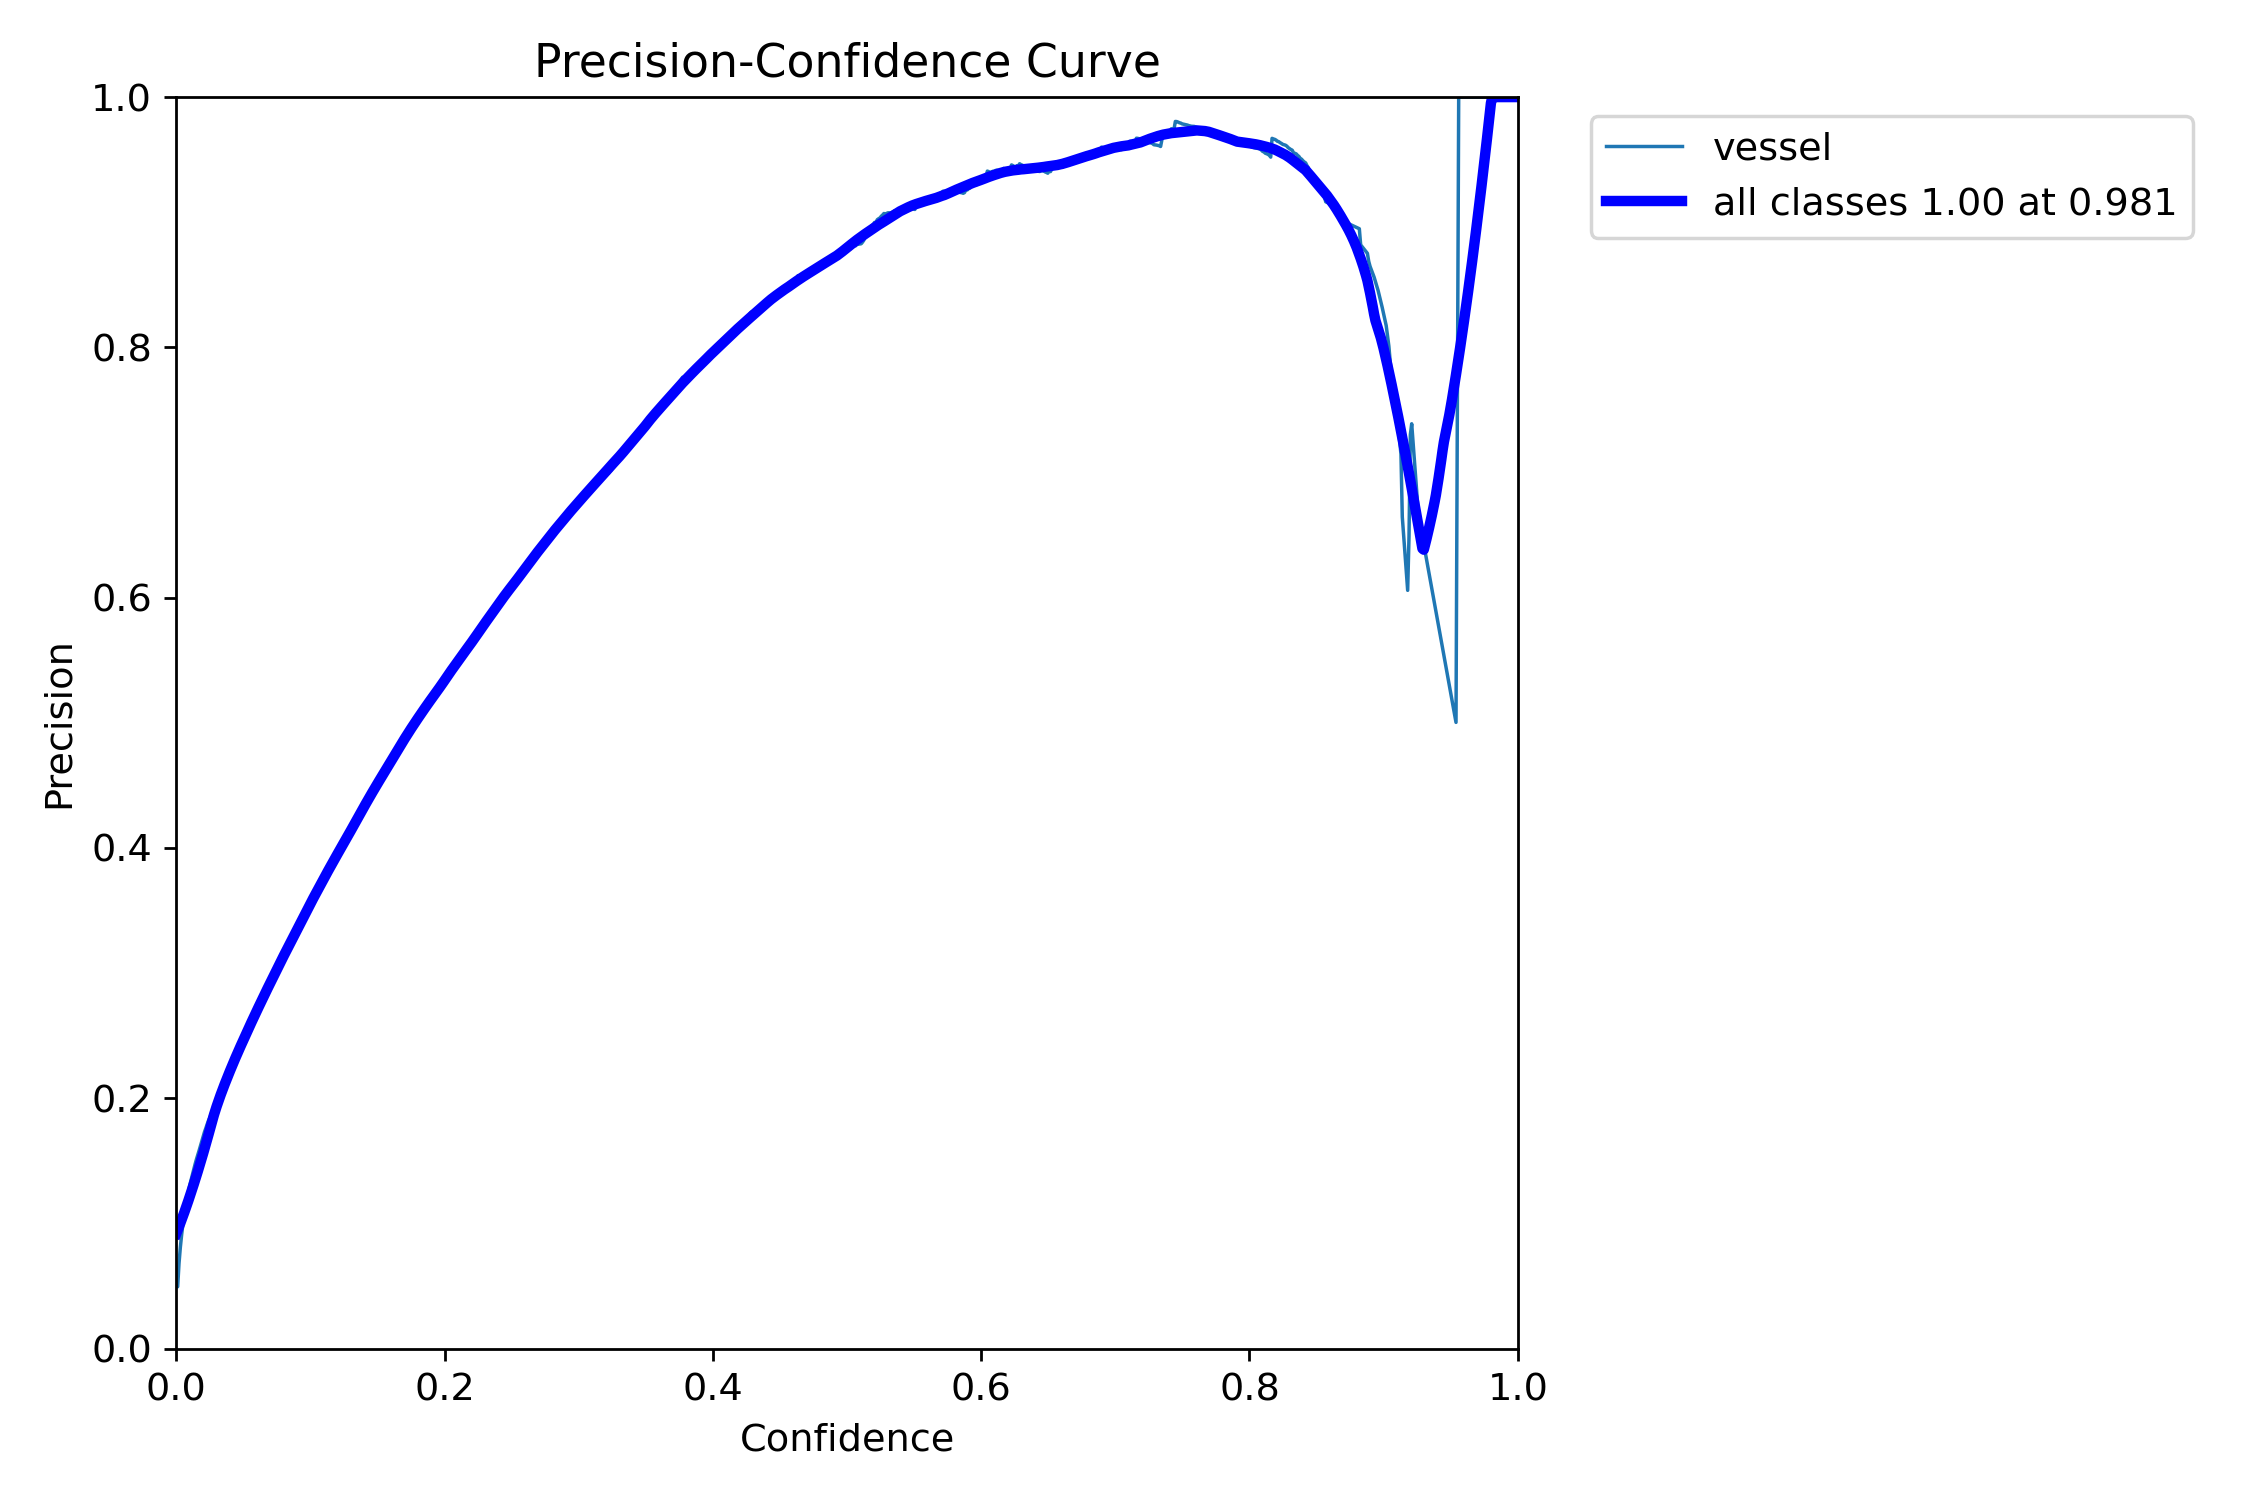 Precision-Confidence Curve
1.0
0.8
0.6
0.4
0.2
0.0
Precision
0.0 0.2 0.4 0.6 0.8 1.0
Confidence
vessel
all classes 1.00 at 0.981